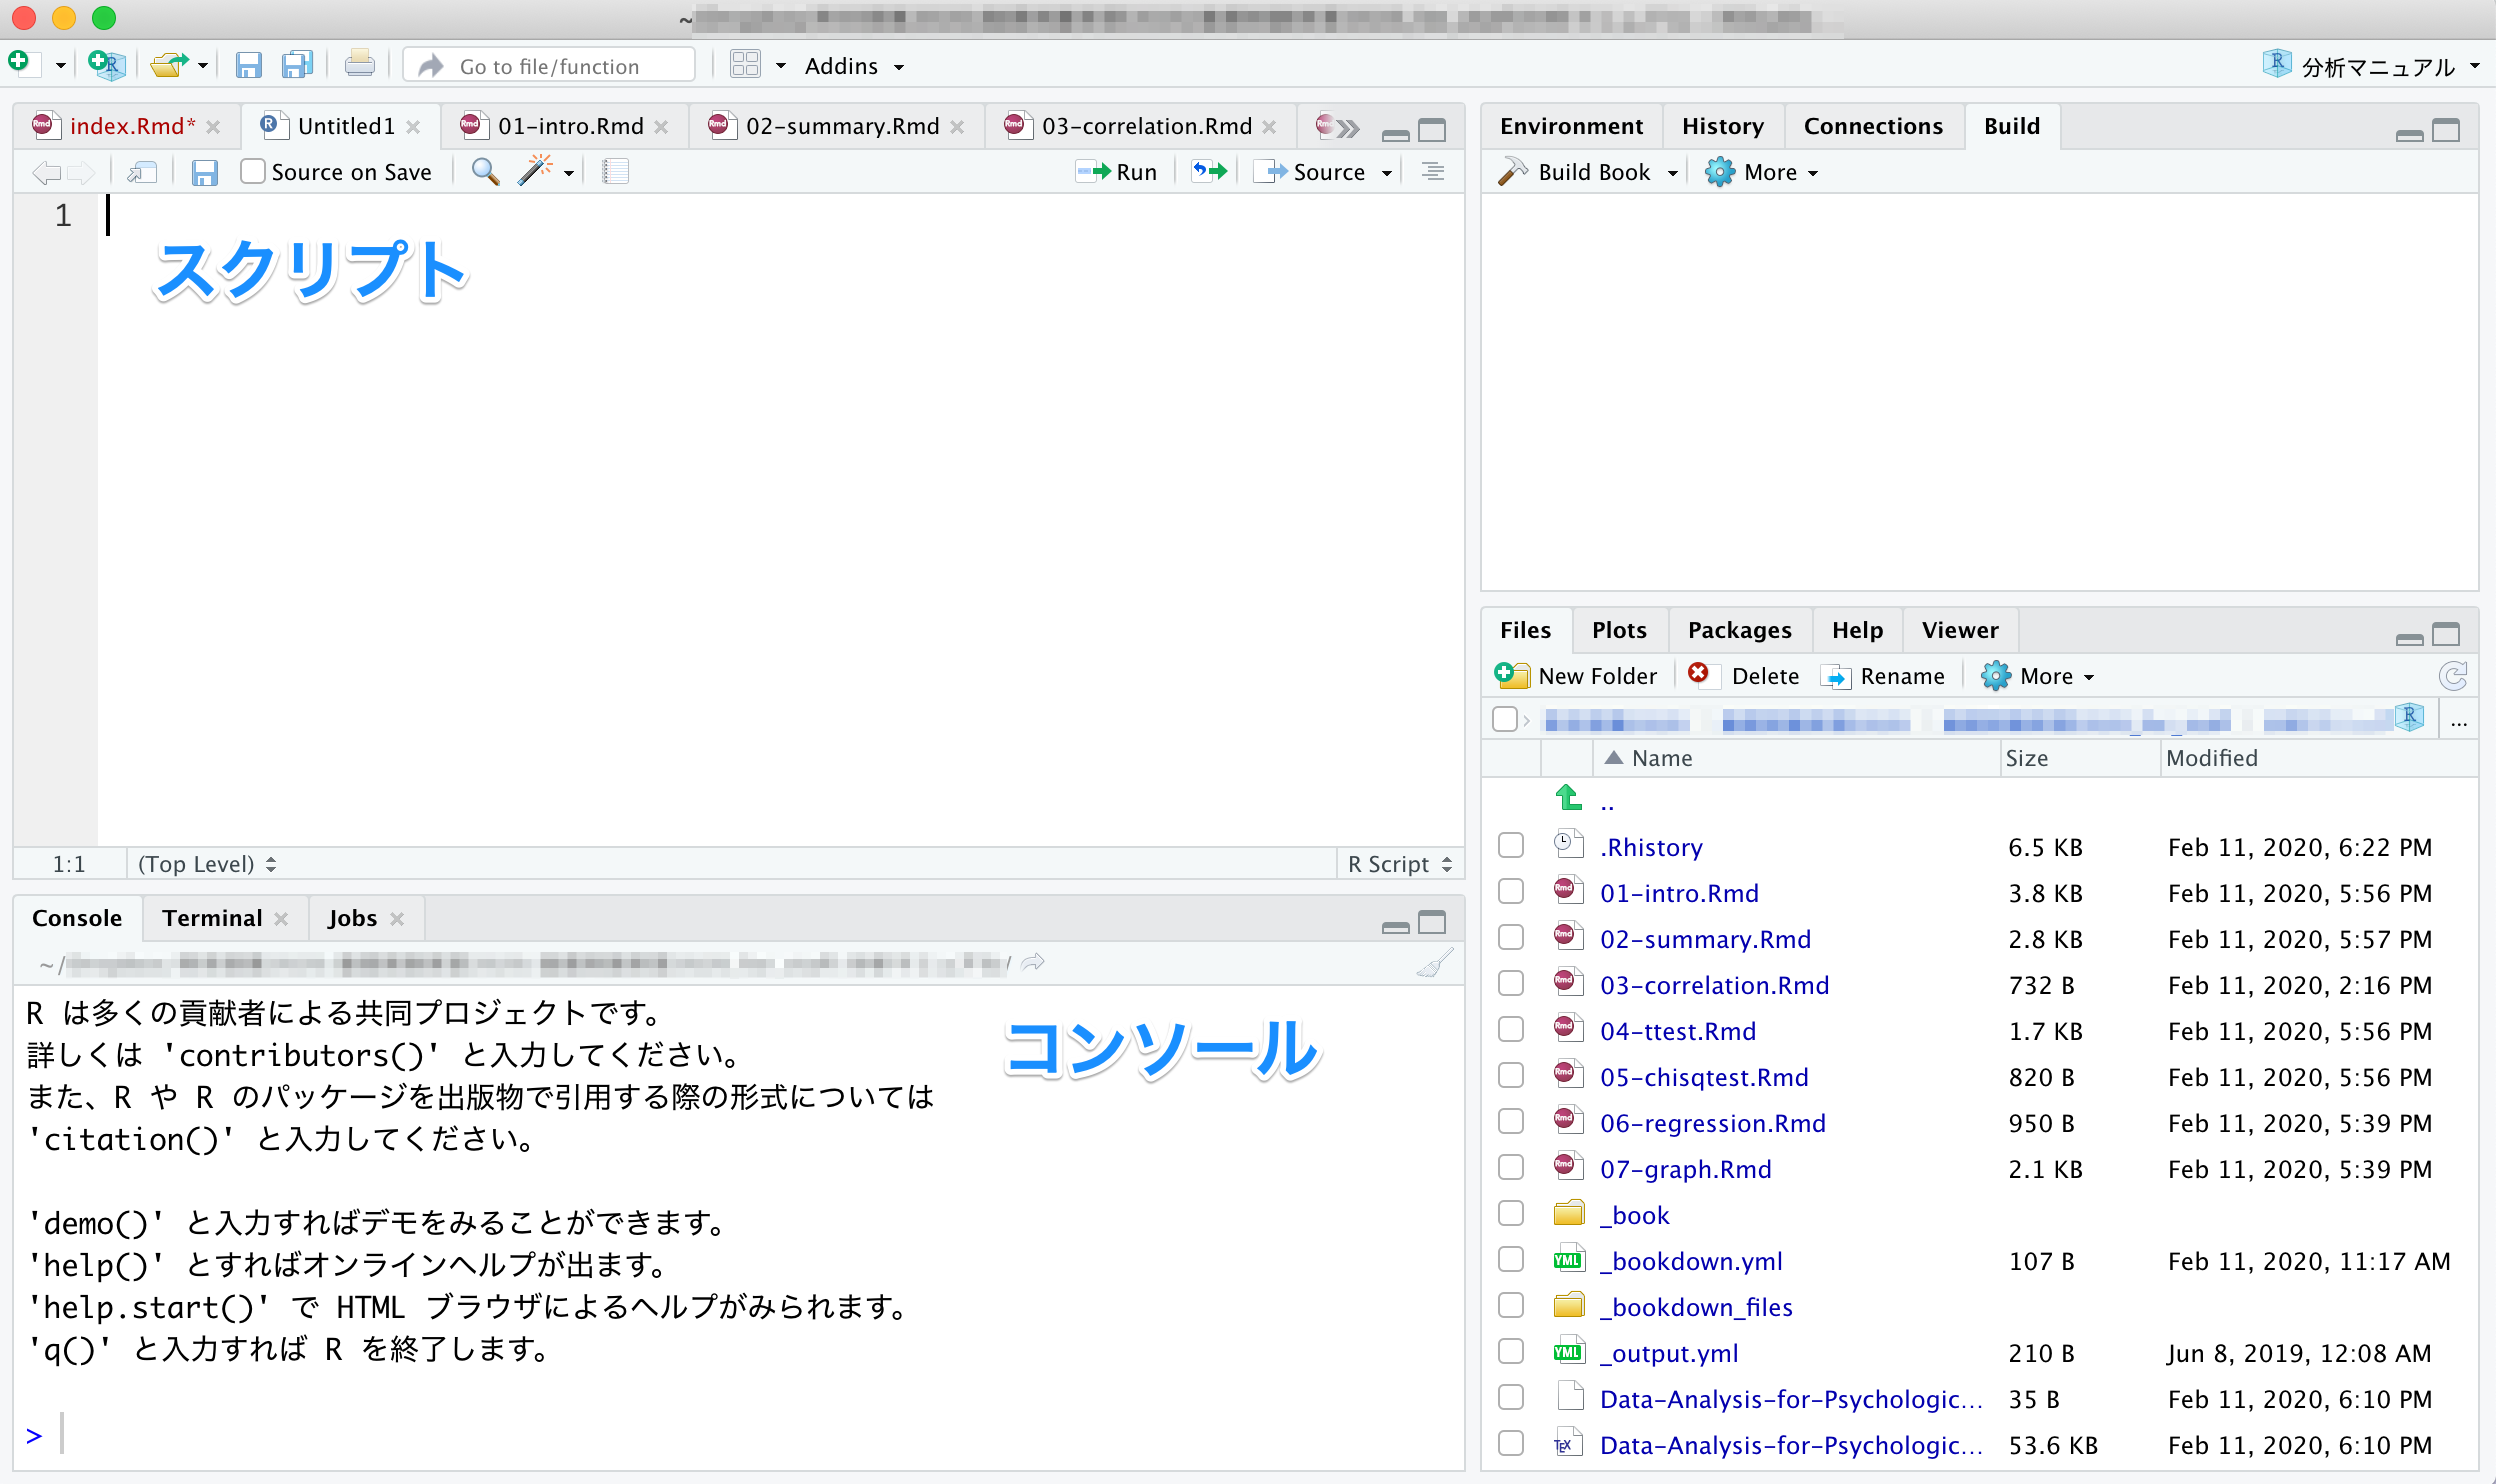 ~
Go to file/function
Addins
分析マニュアル
index.Rmd*
Untitled1
01-intro.Rmd
02-summary.Rmd
03-correlation.Rmd
Source on Save
Run
Source
1
スクリプト
1:1
(Top Level)
R Script
Console
Terminal
Jobs
~/
R は多くの貢献者による共同プロジェクトです。
詳しくは 'contributors()' と入力してください。
また、R や R のパッケージを出版物で引用する際の形式については
'citation()' と入力してください。
'demo()' と入力すればデモをみることができます。
'help()' とすればオンラインヘルプが出ます。
'help.start()' で HTML ブラウザによるヘルプがみられます。
'q()' と入力すれば R を終了します。
>
コンソール
Environment
History
Connections
Build
Build Book
More
Files
Plots
Packages
Help
Viewer
New Folder
Delete
Rename
More
...
Name Size Modified
..
.Rhistory 6.5 KB Feb 11, 2020, 6:22 PM
01-intro.Rmd 3.8 KB Feb 11, 2020, 5:56 PM
02-summary.Rmd 2.8 KB Feb 11, 2020, 5:57 PM
03-correlation.Rmd 732 B Feb 11, 2020, 2:16 PM
04-ttest.Rmd 1.7 KB Feb 11, 2020, 5:56 PM
05-chisqtest.Rmd 820 B Feb 11, 2020, 5:56 PM
06-regression.Rmd 950 B Feb 11, 2020, 5:39 PM
07-graph.Rmd 2.1 KB Feb 11, 2020, 5:39 PM
_book
_bookdown.yml 107 B Feb 11, 2020, 11:17 AM
_bookdown_files
_output.yml 210 B Jun 8, 2019, 12:08 AM
Data-Analysis-for-Psychologic... 35 B Feb 11, 2020, 6:10 PM
Data-Analysis-for-Psychologic... 53.6 KB Feb 11, 2020, 6:10 PM